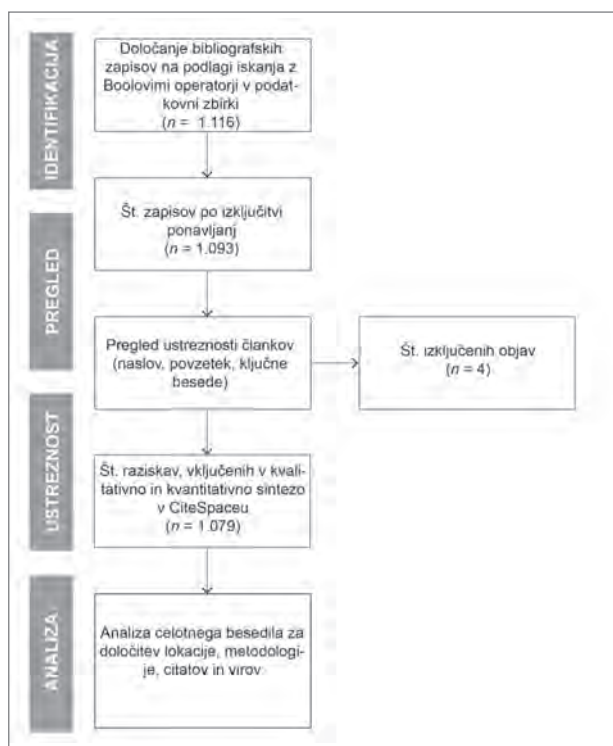 IDENTIFIKACIJA
Določanje bibliografskih
zapisov na podlagi iskanja z
Boolovimi operatorji v podat-
kovni zbirki
(n = 1.116)
PREGLED
Št. zapisov po izključitvi
ponavljanj
(n = 1.093)
Pregled ustreznosti člankov
(naslov, povzetek, ključne
besede)
Št. izključenih objav
(n = 4)
USTREZNOST
Št. raziskav, vključenih v kvali-
tativno in kvantitativno sintezo
v CiteSpaceu
(n = 1.079)
ANALIZA
Analiza celotnega besedila za
določitev lokacije, metodologi-
je, citatov in virov